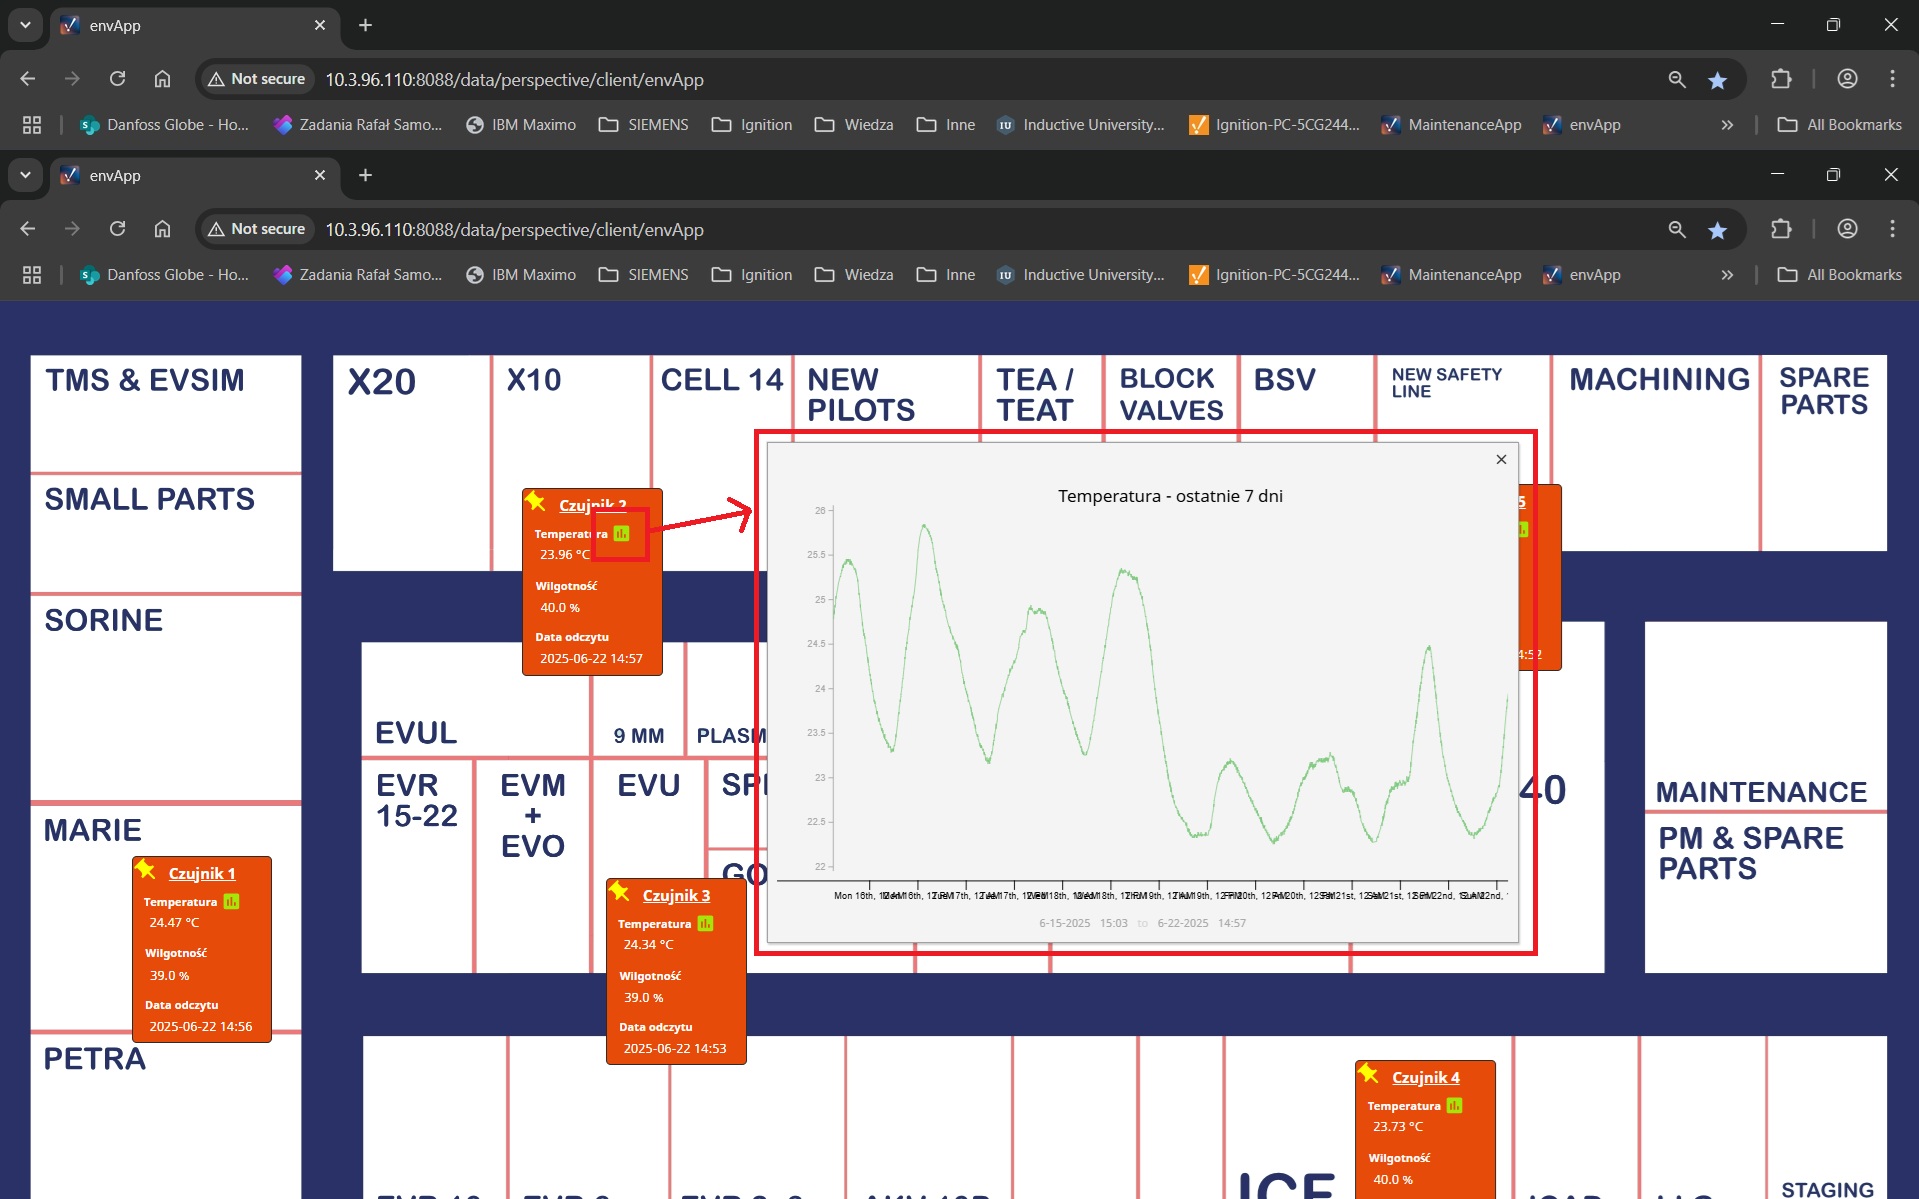 envApp
Not secure
10.3.96.110:8088/data/perspective/client/envApp
Danfoss Globe - Ho...
Zadania Rafał Samo...
IBM Maximo
SIEMENS
Ignition
Wiedza
Inne
IU
Inductive University...
Ignition-PC-5CG244...
MaintenanceApp
envApp
All Bookmarks
envApp
Not secure
10.3.96.110:8088/data/perspective/client/envApp
Danfoss Globe - Ho...
Zadania Rafał Samo...
IBM Maximo
SIEMENS
Ignition
Wiedza
Inne
IU
Inductive University...
Ignition-PC-5CG244...
MaintenanceApp
envApp
All Bookmarks
TMS & EVSIM
SMALL PARTS
SORINE
MARIE
PETRA
X20
X10
CELL 14
NEW
PILOTS
TEA /
TEAT
BLOCK
VALVES
BSV
NEW SAFETY
LINE
MACHINING
SPARE
PARTS
Czujnik 2
Temperatura
23.96 °C
Wilgotność
40.0 %
Data odczytu
2025-06-22 14:57
Temperatura - ostatnie 7 dni
26
25.5
25
24.5
24
23.5
23
22.5
22
6-15-2025 15:03 to 6-22-2025 14:57
5
4:52
EVUL
9 MM
PLASM
EVR
15-22
EVM
+
EVO
EVU
SPI
GO
40
MAINTENANCE
PM & SPARE
PARTS
Czujnik 1
Temperatura
24.47 °C
Wilgotność
39.0 %
Data odczytu
2025-06-22 14:56
Czujnik 3
Temperatura
24.34 °C
Wilgotność
39.0 %
Data odczytu
2025-06-22 14:53
Czujnik 4
Temperatura
23.73 °C
Wilgotność
40.0 %
ICE
STAGING